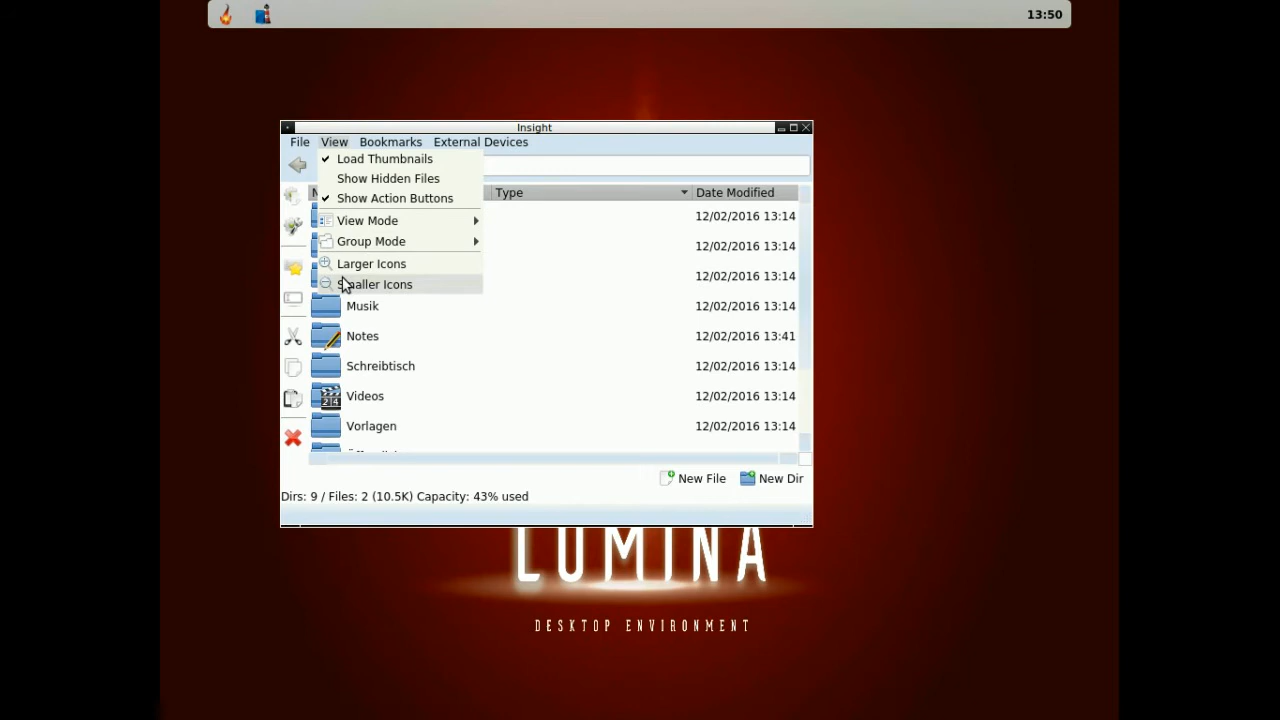 13:50
Insight
File View Bookmarks External Devices
Load Thumbnails
Show Hidden Files
Show Action Buttons
View Mode
Group Mode
Larger Icons
Smaller Icons
Type Date Modified
12/02/2016 13:14
12/02/2016 13:14
12/02/2016 13:14
Musik 12/02/2016 13:14
Notes 12/02/2016 13:41
Schreibtisch 12/02/2016 13:14
Videos 12/02/2016 13:14
Vorlagen 12/02/2016 13:14
New File New Dir
Dirs: 9 / Files: 2 (10.5K) Capacity: 43% used
LUMINA
DESKTOP ENVIRONMENT